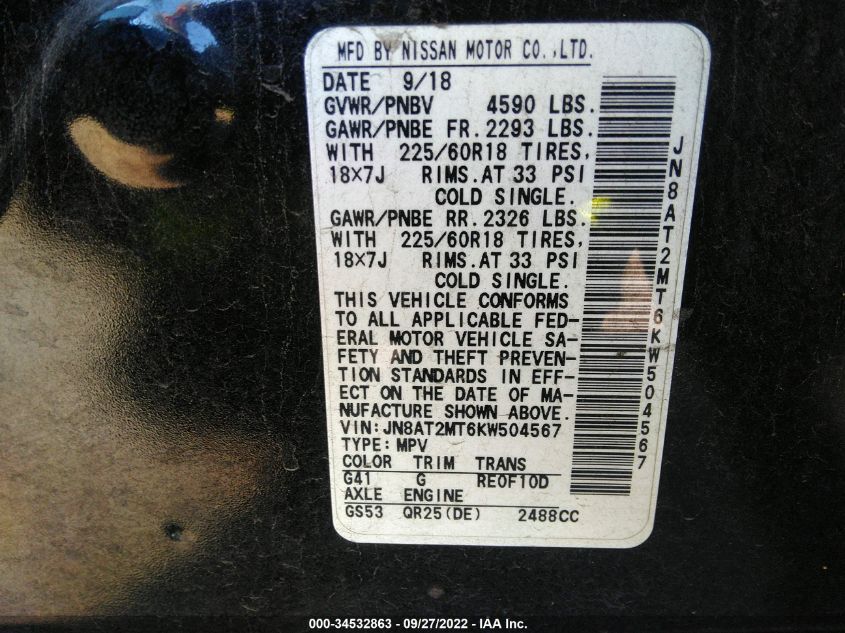 MFD BY NISSAN MOTOR CO.,LTD.
DATE 9/18
GVWR/PNBV 4590 LBS.
GAWR/PNBE FR. 2293 LBS.
WITH 225/60R18 TIRES,
18×7J RIMS.AT 33 PSI
COLD SINGLE.
GAWR/PNBE RR. 2326 LBS.
WITH 225/60R18 TIRES,
18×7J RIMS.AT 33 PSI
COLD SINGLE.
THIS VEHICLE CONFORMS
TO ALL APPLICABLE FED-
ERAL MOTOR VEHICLE SA-
FETY AND THEFT PREVEN-
TION STANDARDS IN EFF-
ECT ON THE DATE OF MA-
NUFACTURE SHOWN ABOVE.
VIN:JN8AT2MT6KW504567
TYPE:MPV
COLOR TRIM TRANS
G41 G RE0F10D
AXLE ENGINE
GS53 QR25(DE) 2488CC
JN8AT2MT6KW504567
000-34532863 - 09/27/2022 - IAA Inc.